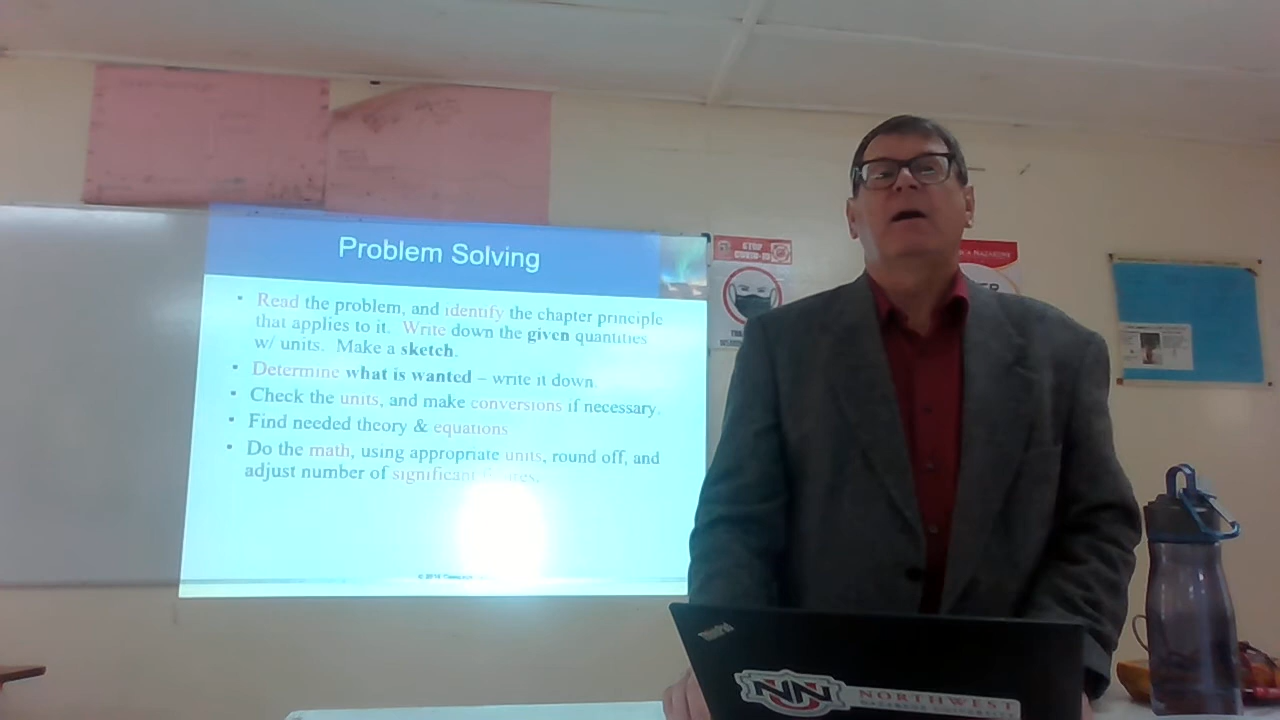 Problem Solving
Read the problem, and identify the chapter principle
that applies to it. Write down the given quantities
w/ units. Make a sketch.
Determine what is wanted – write it down.
Check the units, and make conversions if necessary.
Find needed theory & equations
Do the math, using appropriate units, round off, and
adjust number of significant
STOP
COVID-19
ThinkPad
NN
NORTHWEST
NAZARENE UNIVERSITY